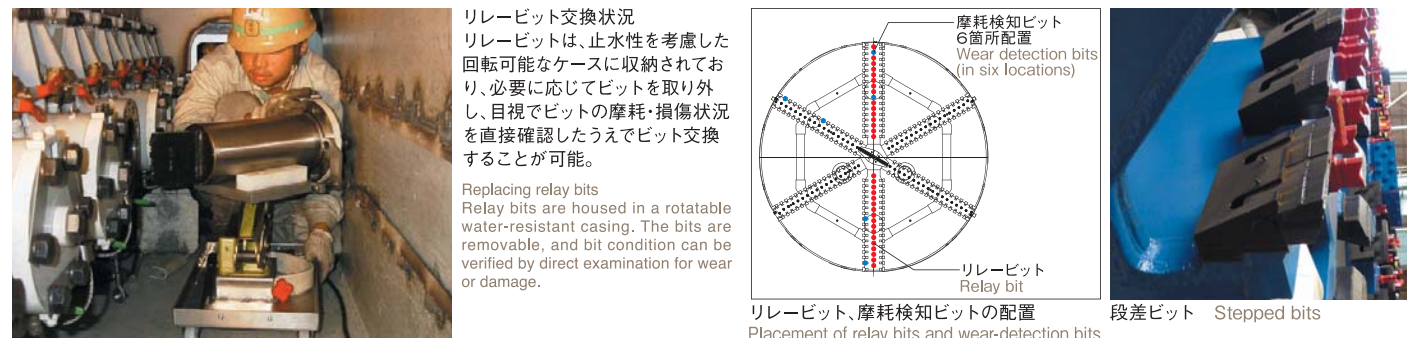 リレービット交換状況
リレービットは、止水性を考慮した
回転可能なケースに収納されてお
り、必要に応じてビットを取り外
し、目視でビットの摩耗・損傷状況
を直接確認したうえでビット交換
することが可能。
Replacing relay bits
Relay bits are housed in a rotatable
water-resistant casing. The bits are
removable, and bit condition can be
verified by direct examination for wear
or damage.
摩耗検知ビット
6箇所配置
Wear detection bits
(in six locations)
リレービット
Relay bit
リレービット、摩耗検知ビットの配置
Placement of relay bits and wear-detection bits
段差ビット Stepped bits